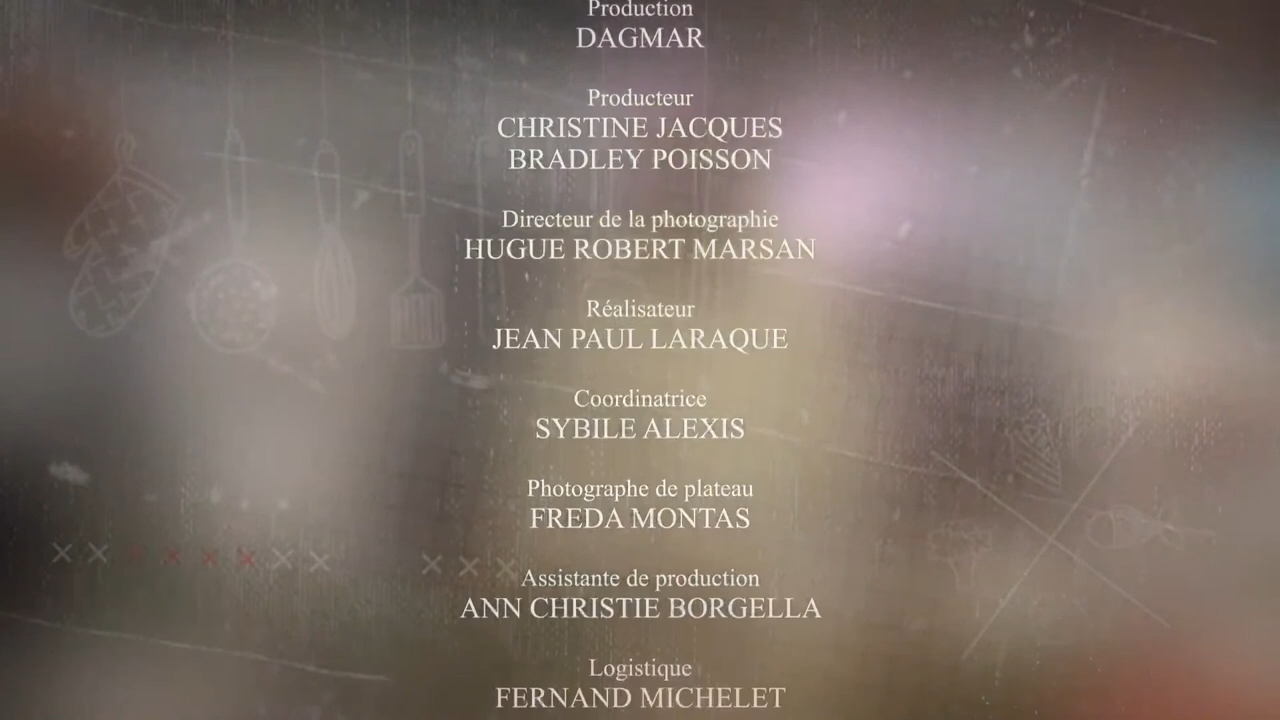 Production
DAGMAR
Producteur
CHRISTINE JACQUES
BRADLEY POISSON
Directeur de la photographie
HUGUE ROBERT MARSAN
Réalisateur
JEAN PAUL LARAQUE
Coordinatrice
SYBILE ALEXIS
Photographe de plateau
FREDA MONTAS
Assistante de production
ANN CHRISTIE BORGELLA
Logistique
FERNAND MICHELET